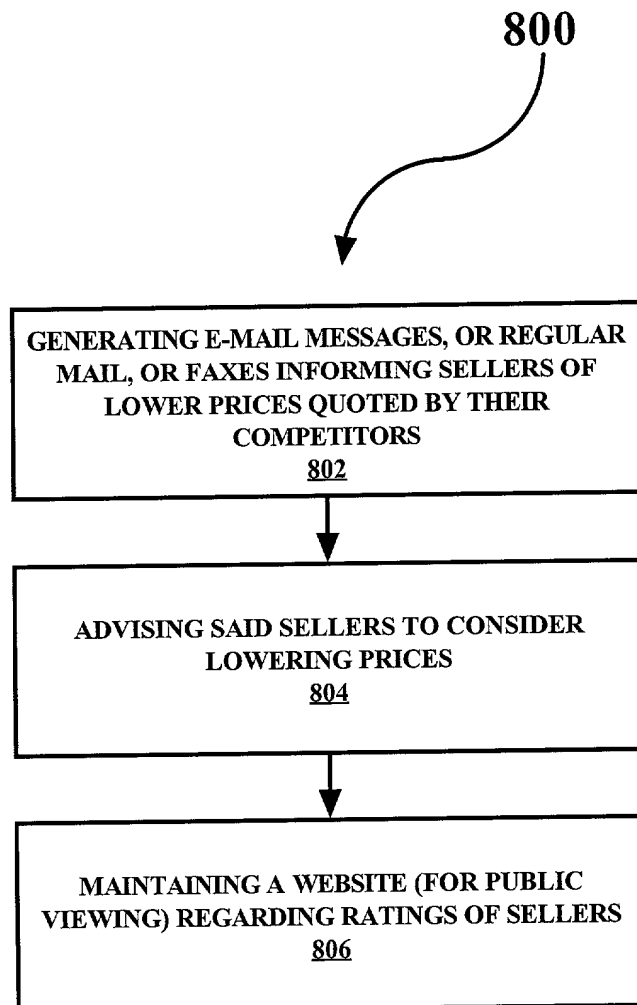 800
GENERATING E-MAIL MESSAGES, OR REGULAR
MAIL, OR FAXES INFORMING SELLERS OF
LOWER PRICES QUOTED BY THEIR
COMPETITORS
802
ADVISING SAID SELLERS TO CONSIDER
LOWERING PRICES
804
MAINTAINING A WEBSITE (FOR PUBLIC
VIEWING) REGARDING RATINGS OF SELLERS
806